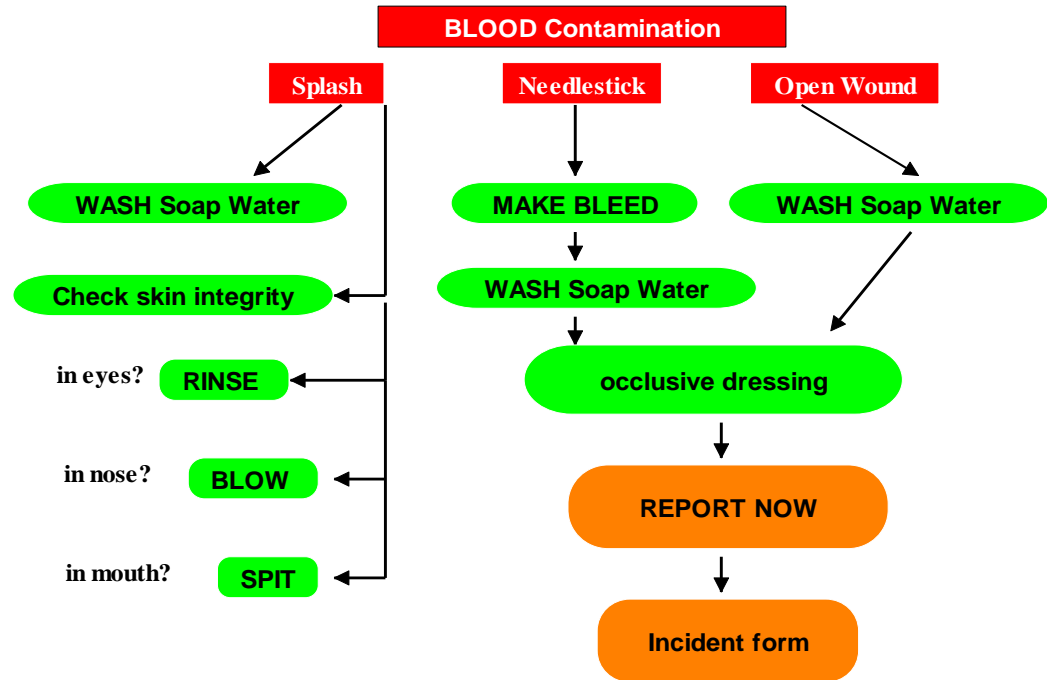 BLOOD Contamination
Splash
Needlestick
Open Wound
WASH Soap Water
MAKE BLEED
WASH Soap Water
Check skin integrity
WASH Soap Water
in eyes?
RINSE
occlusive dressing
in nose?
BLOW
REPORT NOW
in mouth?
SPIT
Incident form